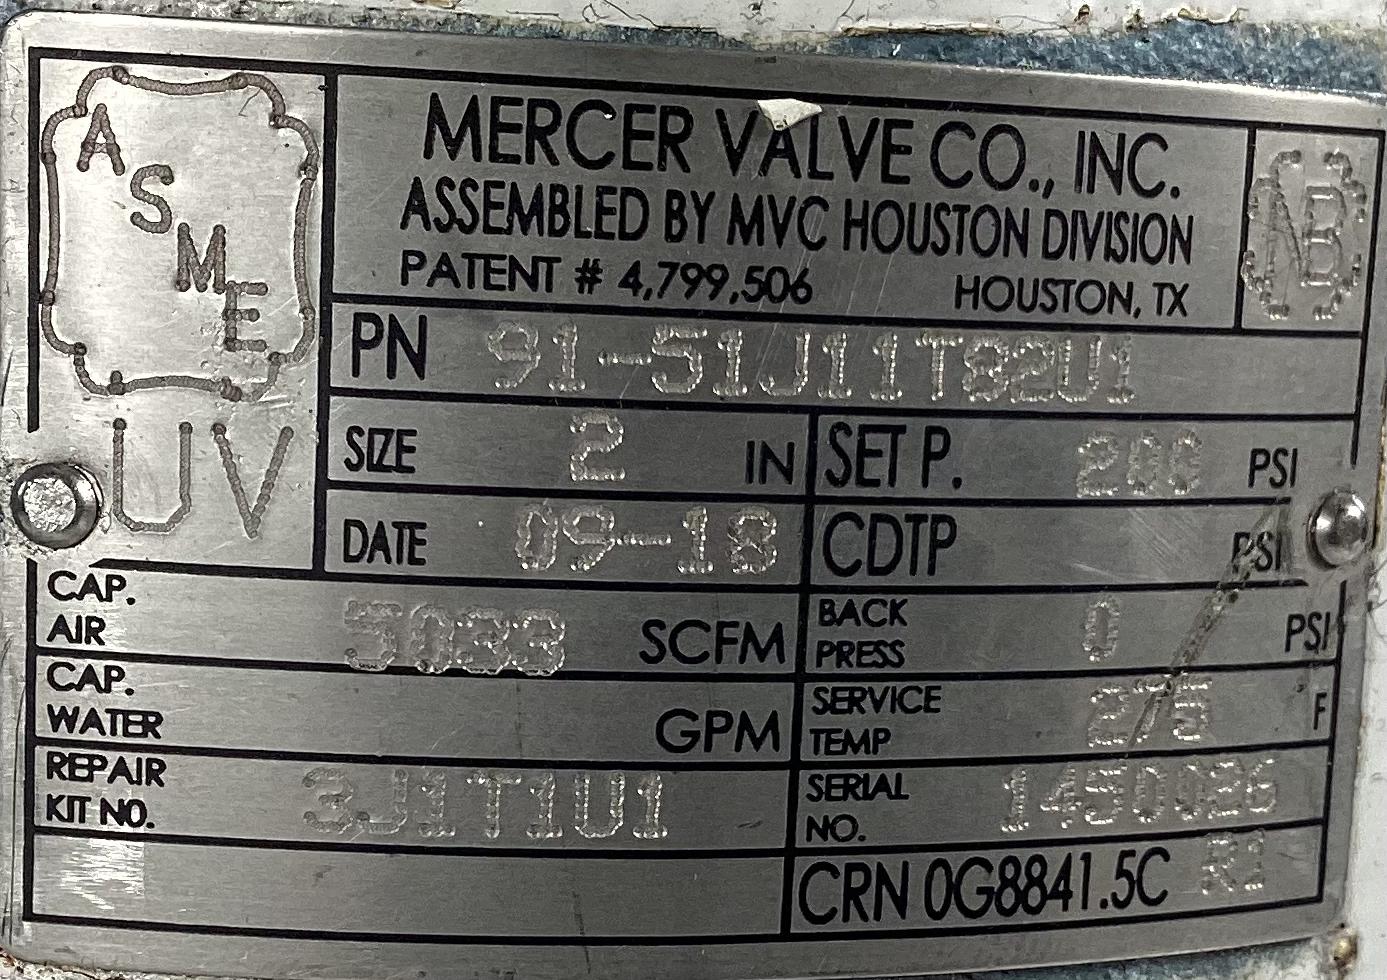 ASME
UV
MERCER VALVE CO., INC.
ASSEMBLED BY MVC HOUSTON DIVISION
PATENT # 4,799,506 HOUSTON, TX
NB
PN 91-51J11T82U1
SIZE 2 IN
SET P. 200 PSI
DATE 09-18
CDTP PSI
CAP. AIR 5033 SCFM
BACK PRESS 0 PSI
CAP. WATER GPM
SERVICE TEMP 275 F
REPAIR KIT NO. 3J1T1U1
SERIAL NO. 1450026
CRN 0G8841.5C R1